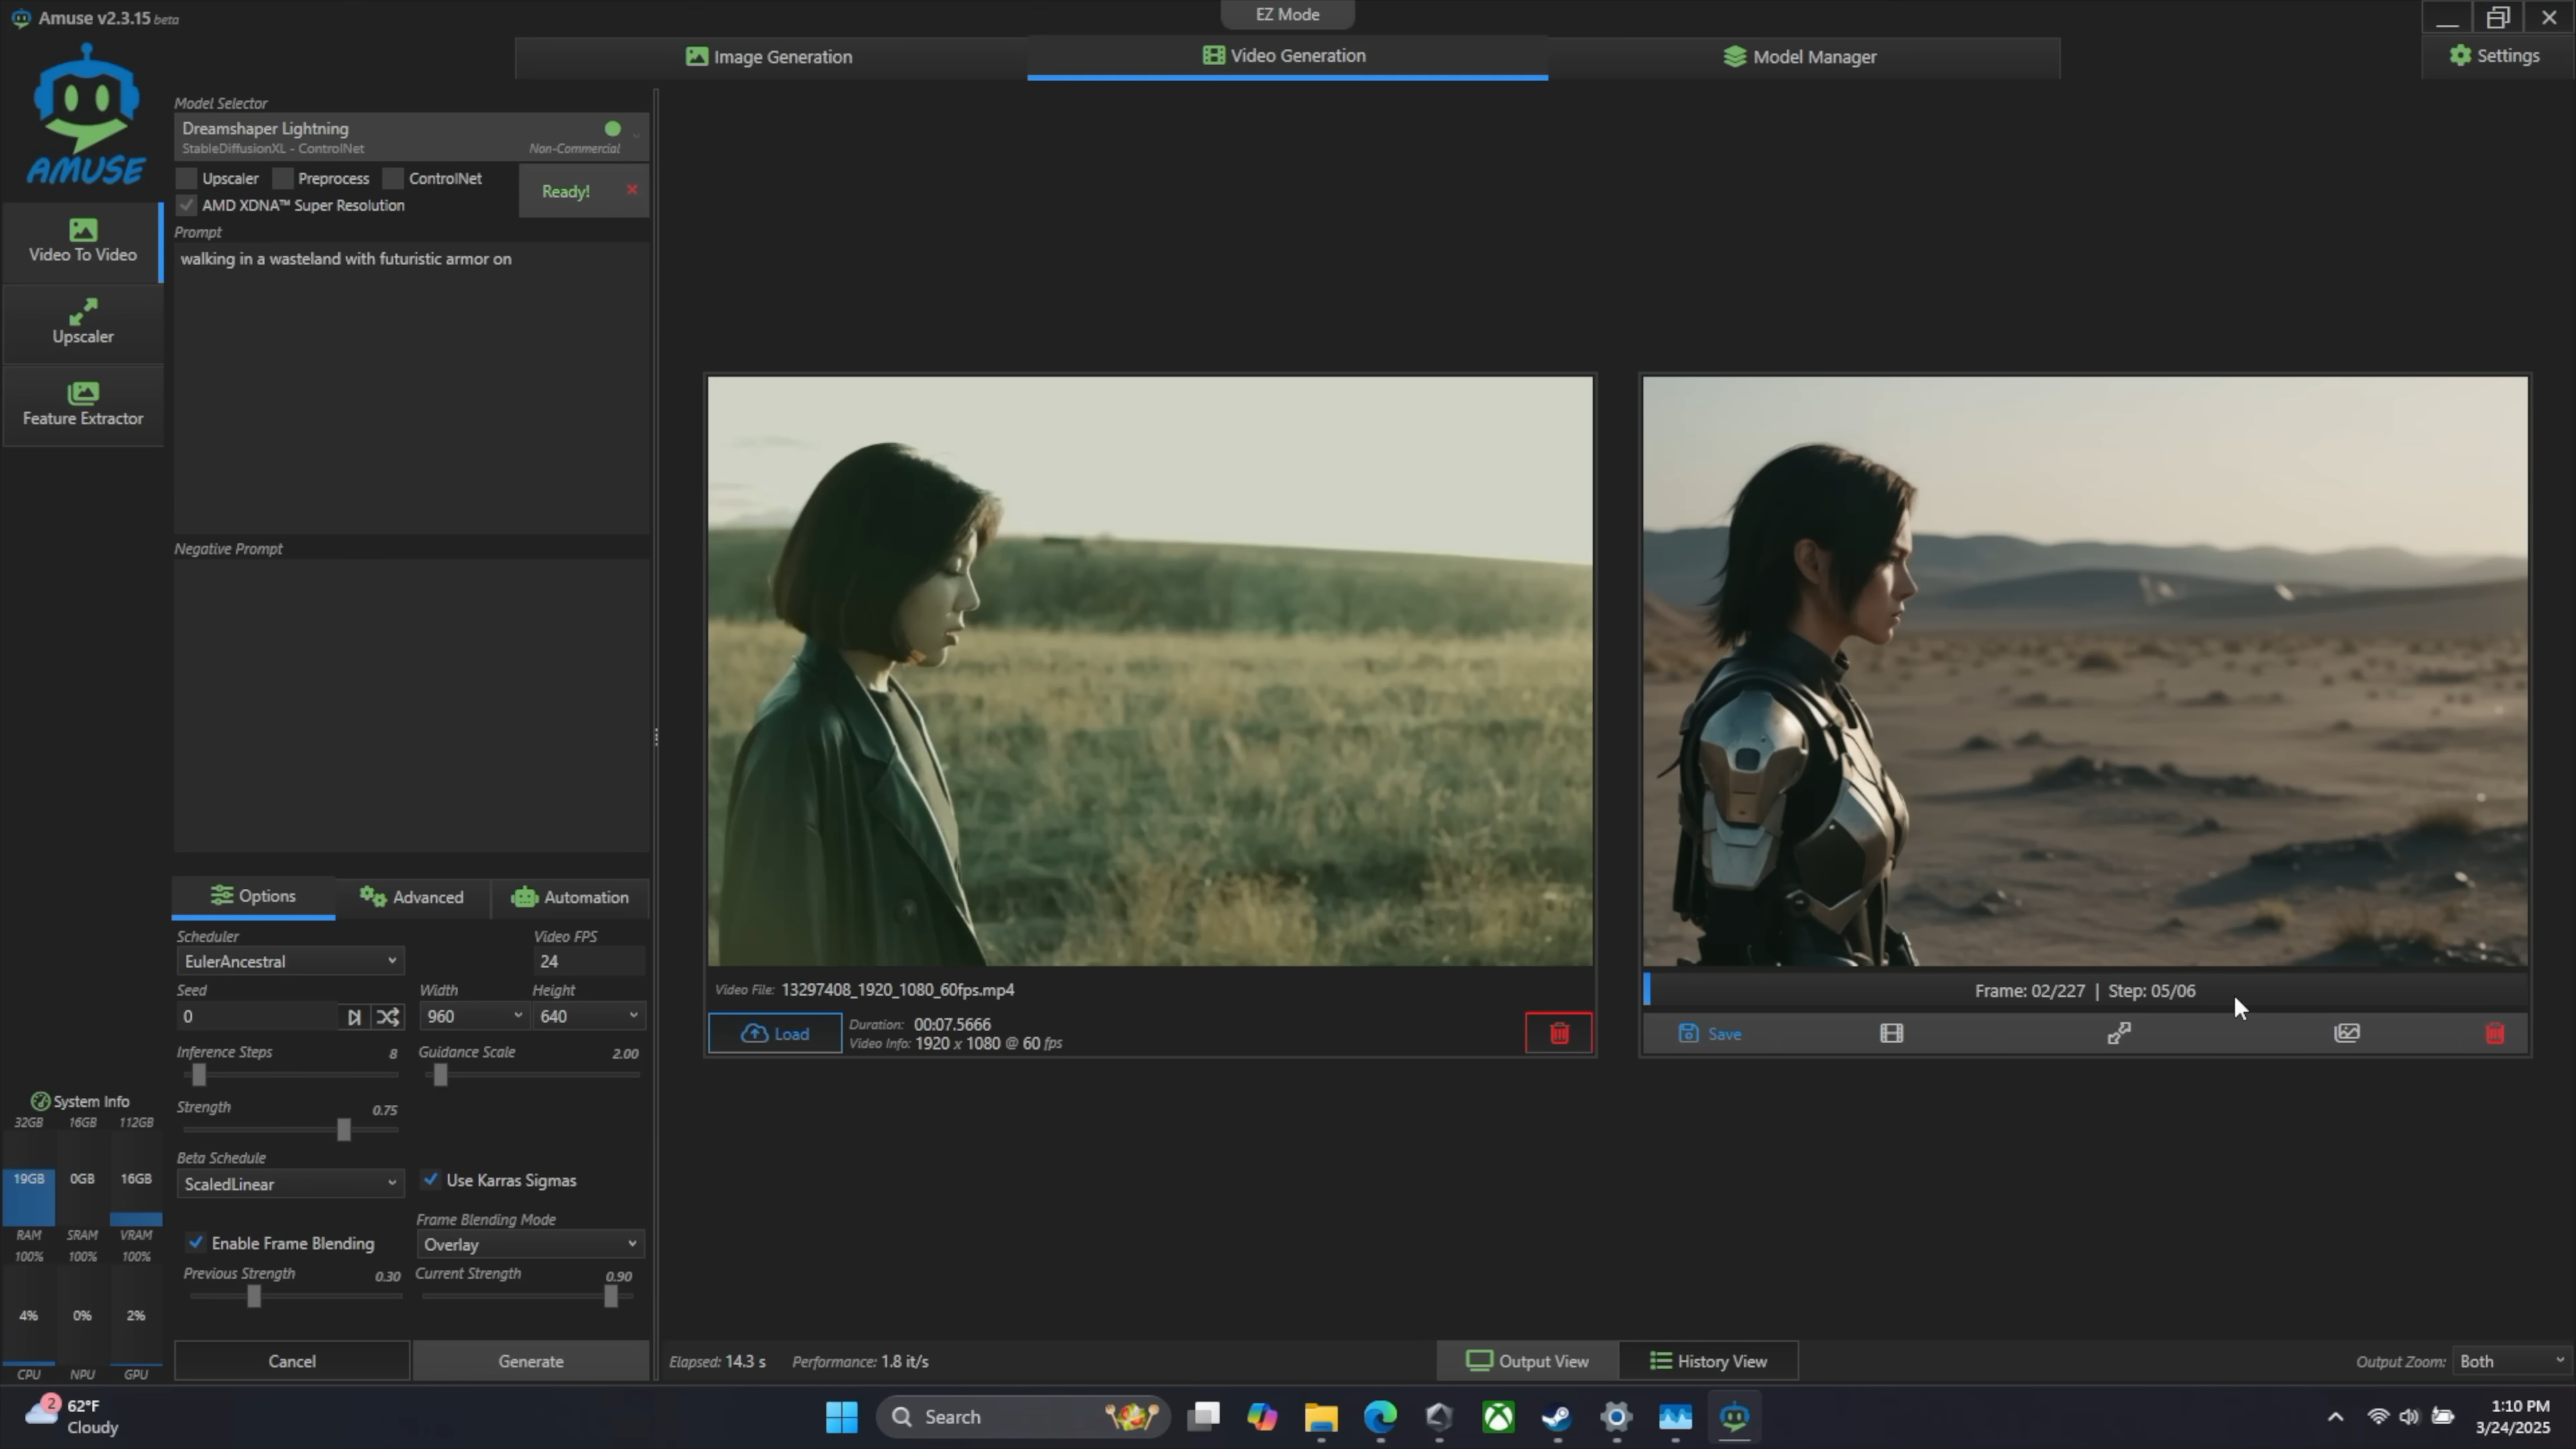 Amuse v2.3.15 beta
EZ Mode
Image Generation
Video Generation
Model Manager
Settings
AMUSE
Video To Video
Upscaler
Feature Extractor
Model Selector
Dreamshaper Lightning
StableDiffusionXL - ControlNet
Non-Commercial
Upscaler
Preprocess
ControlNet
AMD XDNA™ Super Resolution
Ready!
Prompt
walking in a wasteland with futuristic armor on
Negative Prompt
Options
Advanced
Automation
Scheduler
Video FPS
EulerAncestral
24
Seed
Width
Height
0
960
640
Inference Steps 8
Guidance Scale 2.00
Strength 0.75
Beta Schedule
ScaledLinear
Use Karras Sigmas
Enable Frame Blending
Frame Blending Mode
Overlay
Previous Strength 0.30
Current Strength 0.90
Cancel
Generate
System Info
32GB 16GB 112GB
19GB 0GB 16GB
RAM SRAM VRAM
100% 100% 100%
4% 0% 2%
CPU NPU GPU
Video File: 13297408_1920_1080_60fps.mp4
Load
Duration: 00:07.5666
Video Info: 1920 x 1080 @ 60 fps
Frame: 02/227 | Step: 05/06
Save
Elapsed: 14.3 s
Performance: 1.8 it/s
Output View
History View
Output Zoom: Both
2
62°F
Cloudy
Search
1:10 PM
3/24/2025